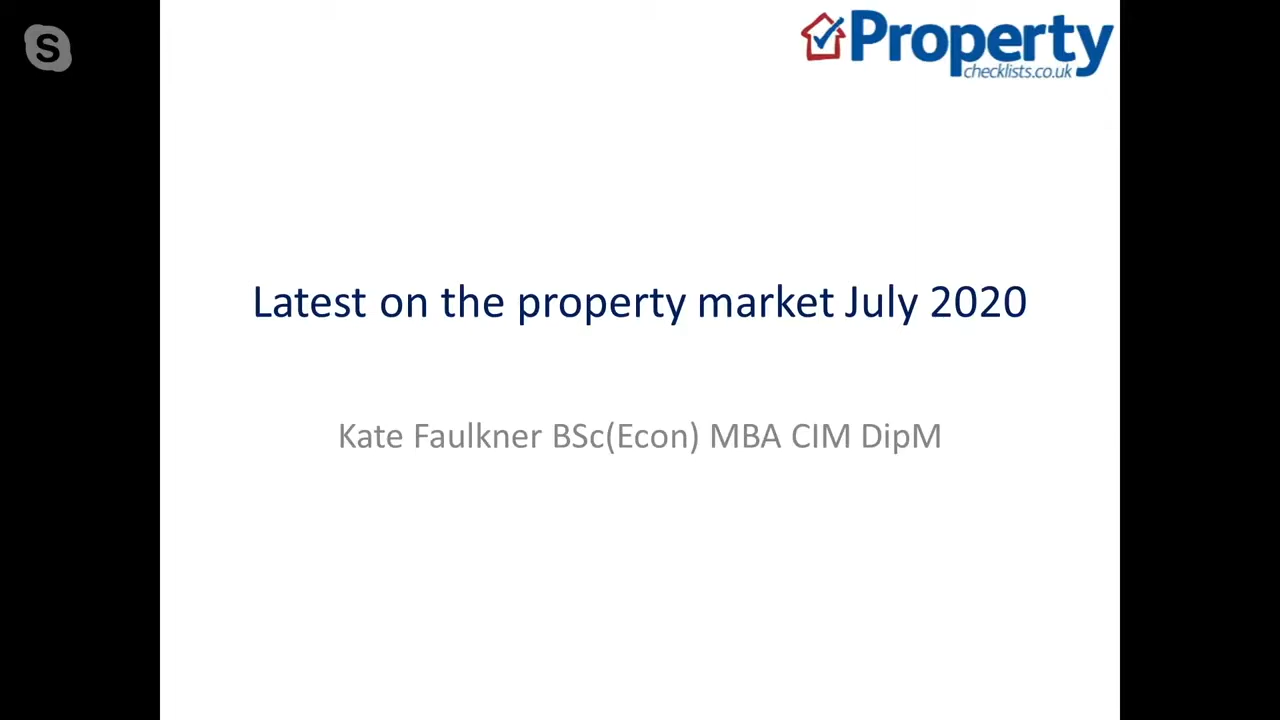 S
Property
checklists.co.uk
Latest on the property market July 2020
Kate Faulkner BSc(Econ) MBA CIM DipM